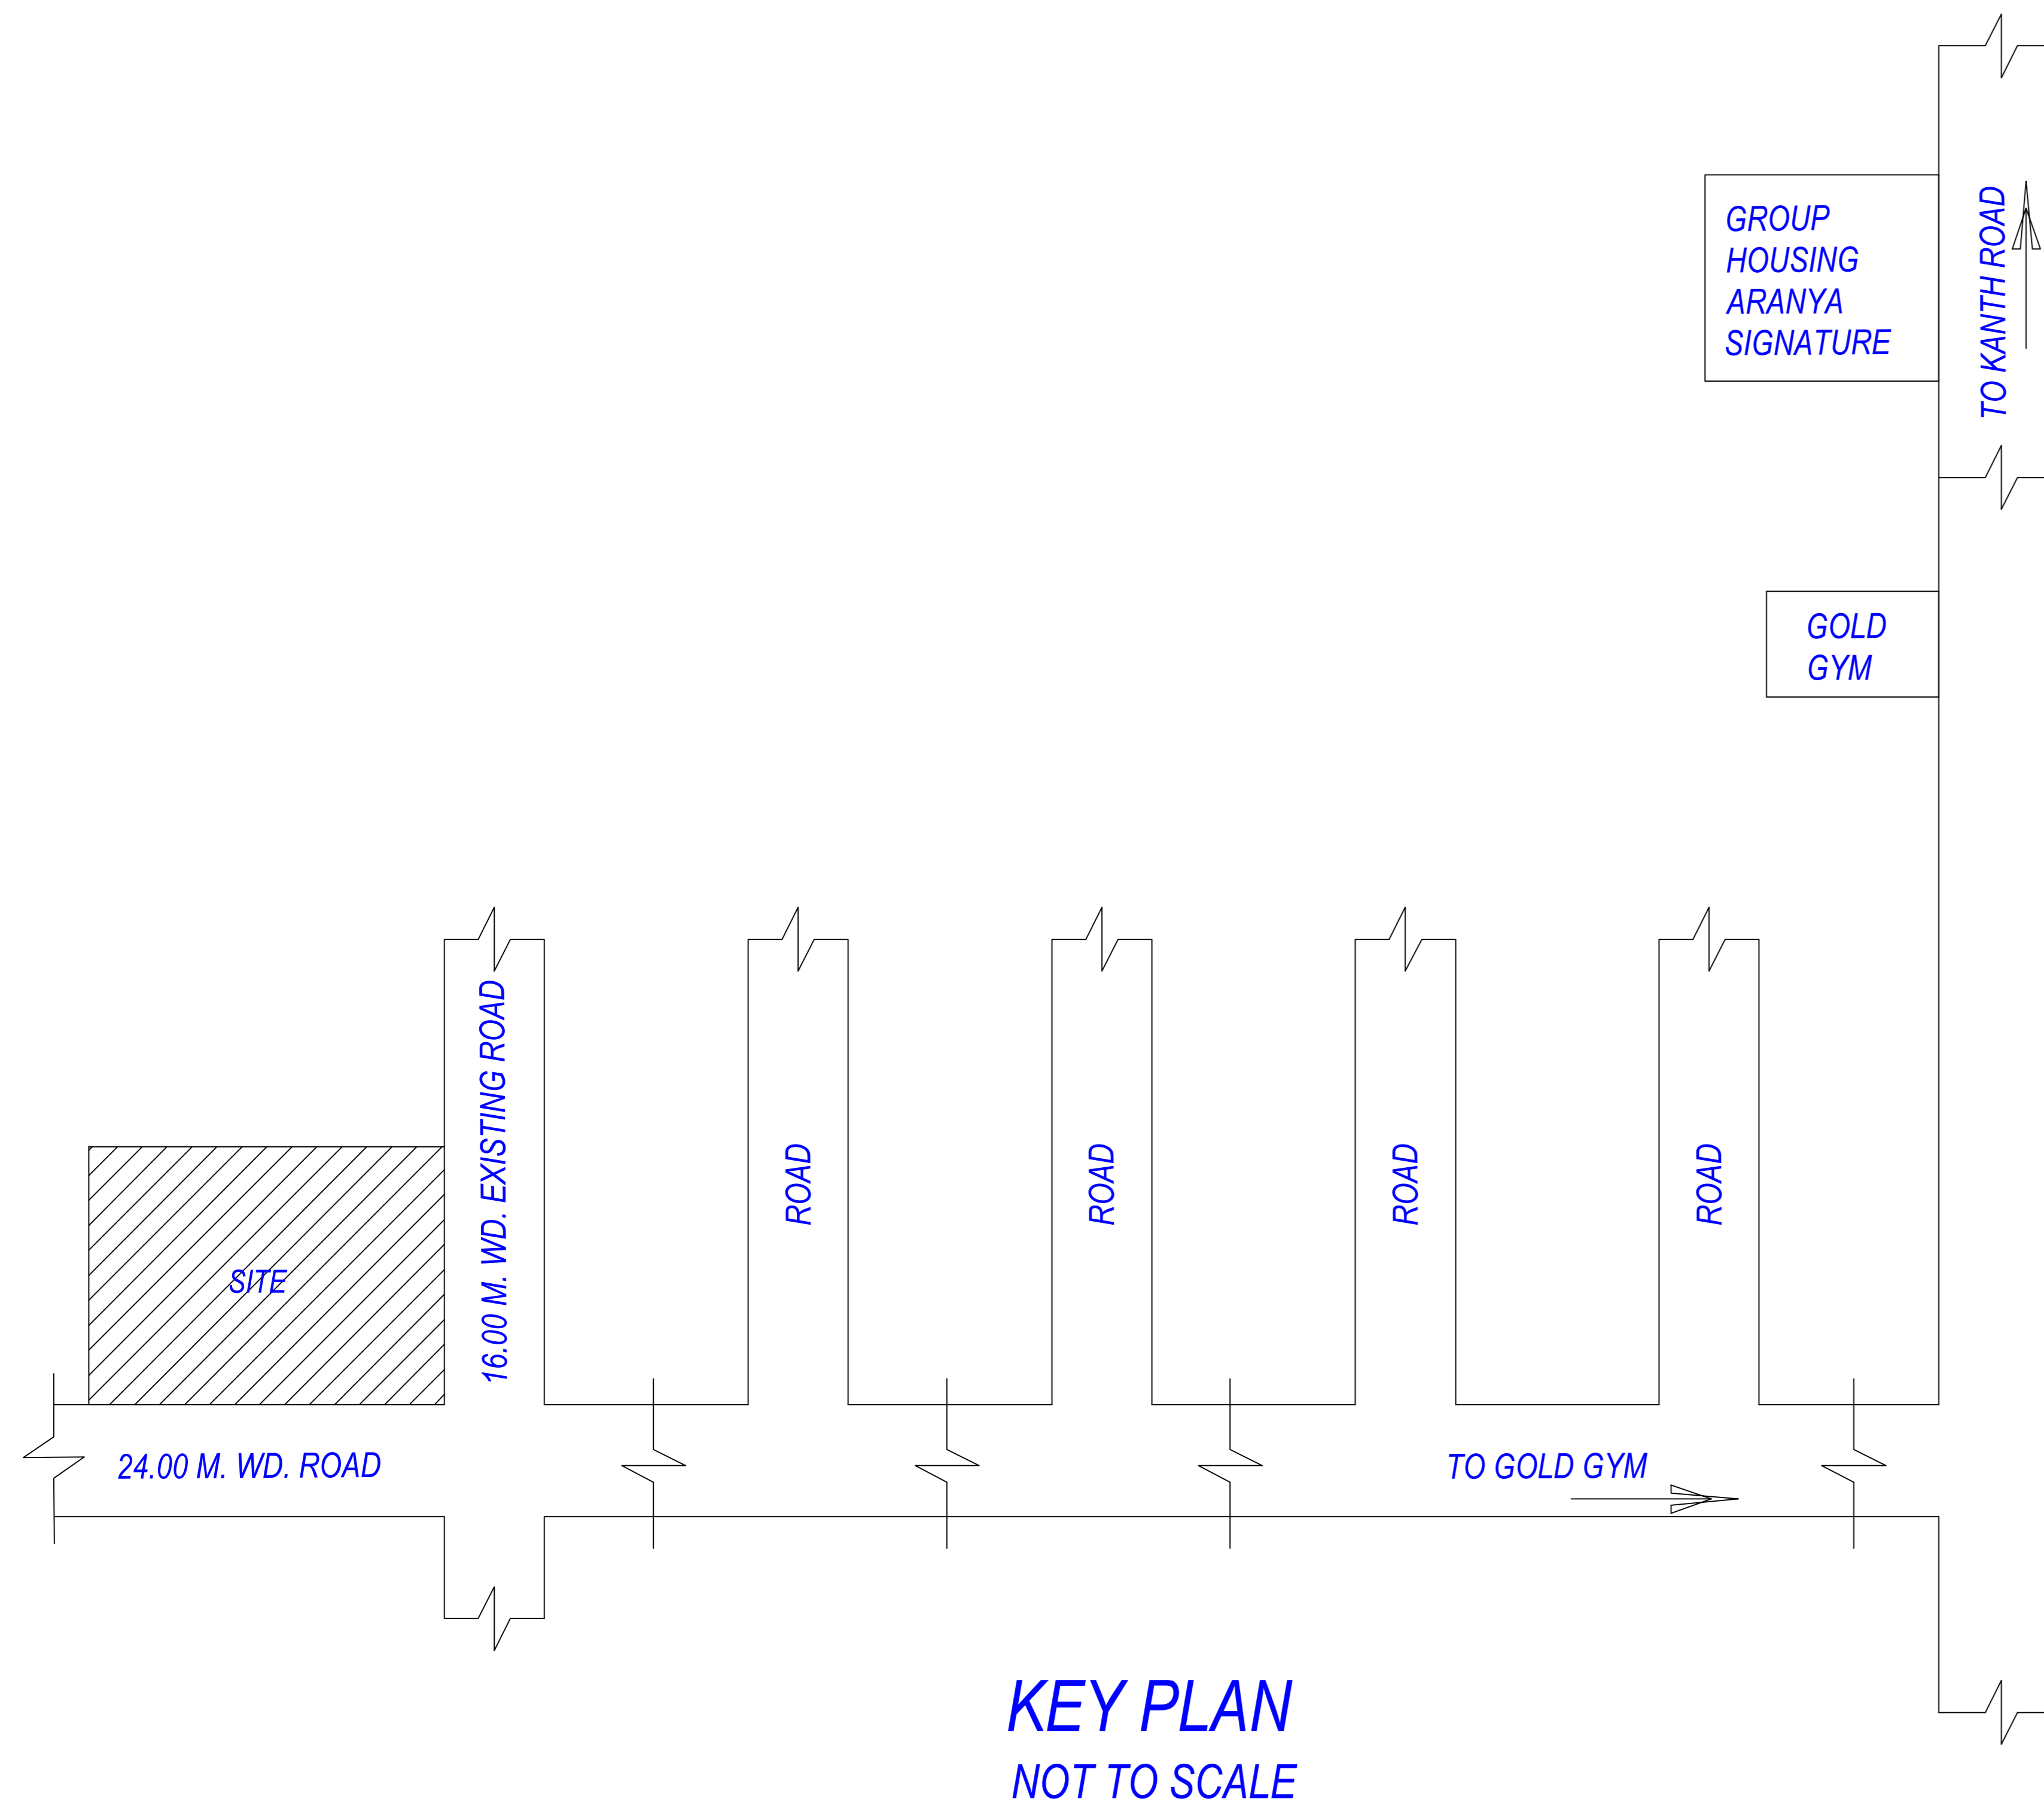 GROUP
HOUSING
ARANYA
SIGNATURE
TO KANTH ROAD
GOLD
GYM
16.00 M. WD. EXISTING ROAD
ROAD
ROAD
ROAD
ROAD
SITE
24.00 M. WD. ROAD
TO GOLD GYM
KEY PLAN
NOT TO SCALE